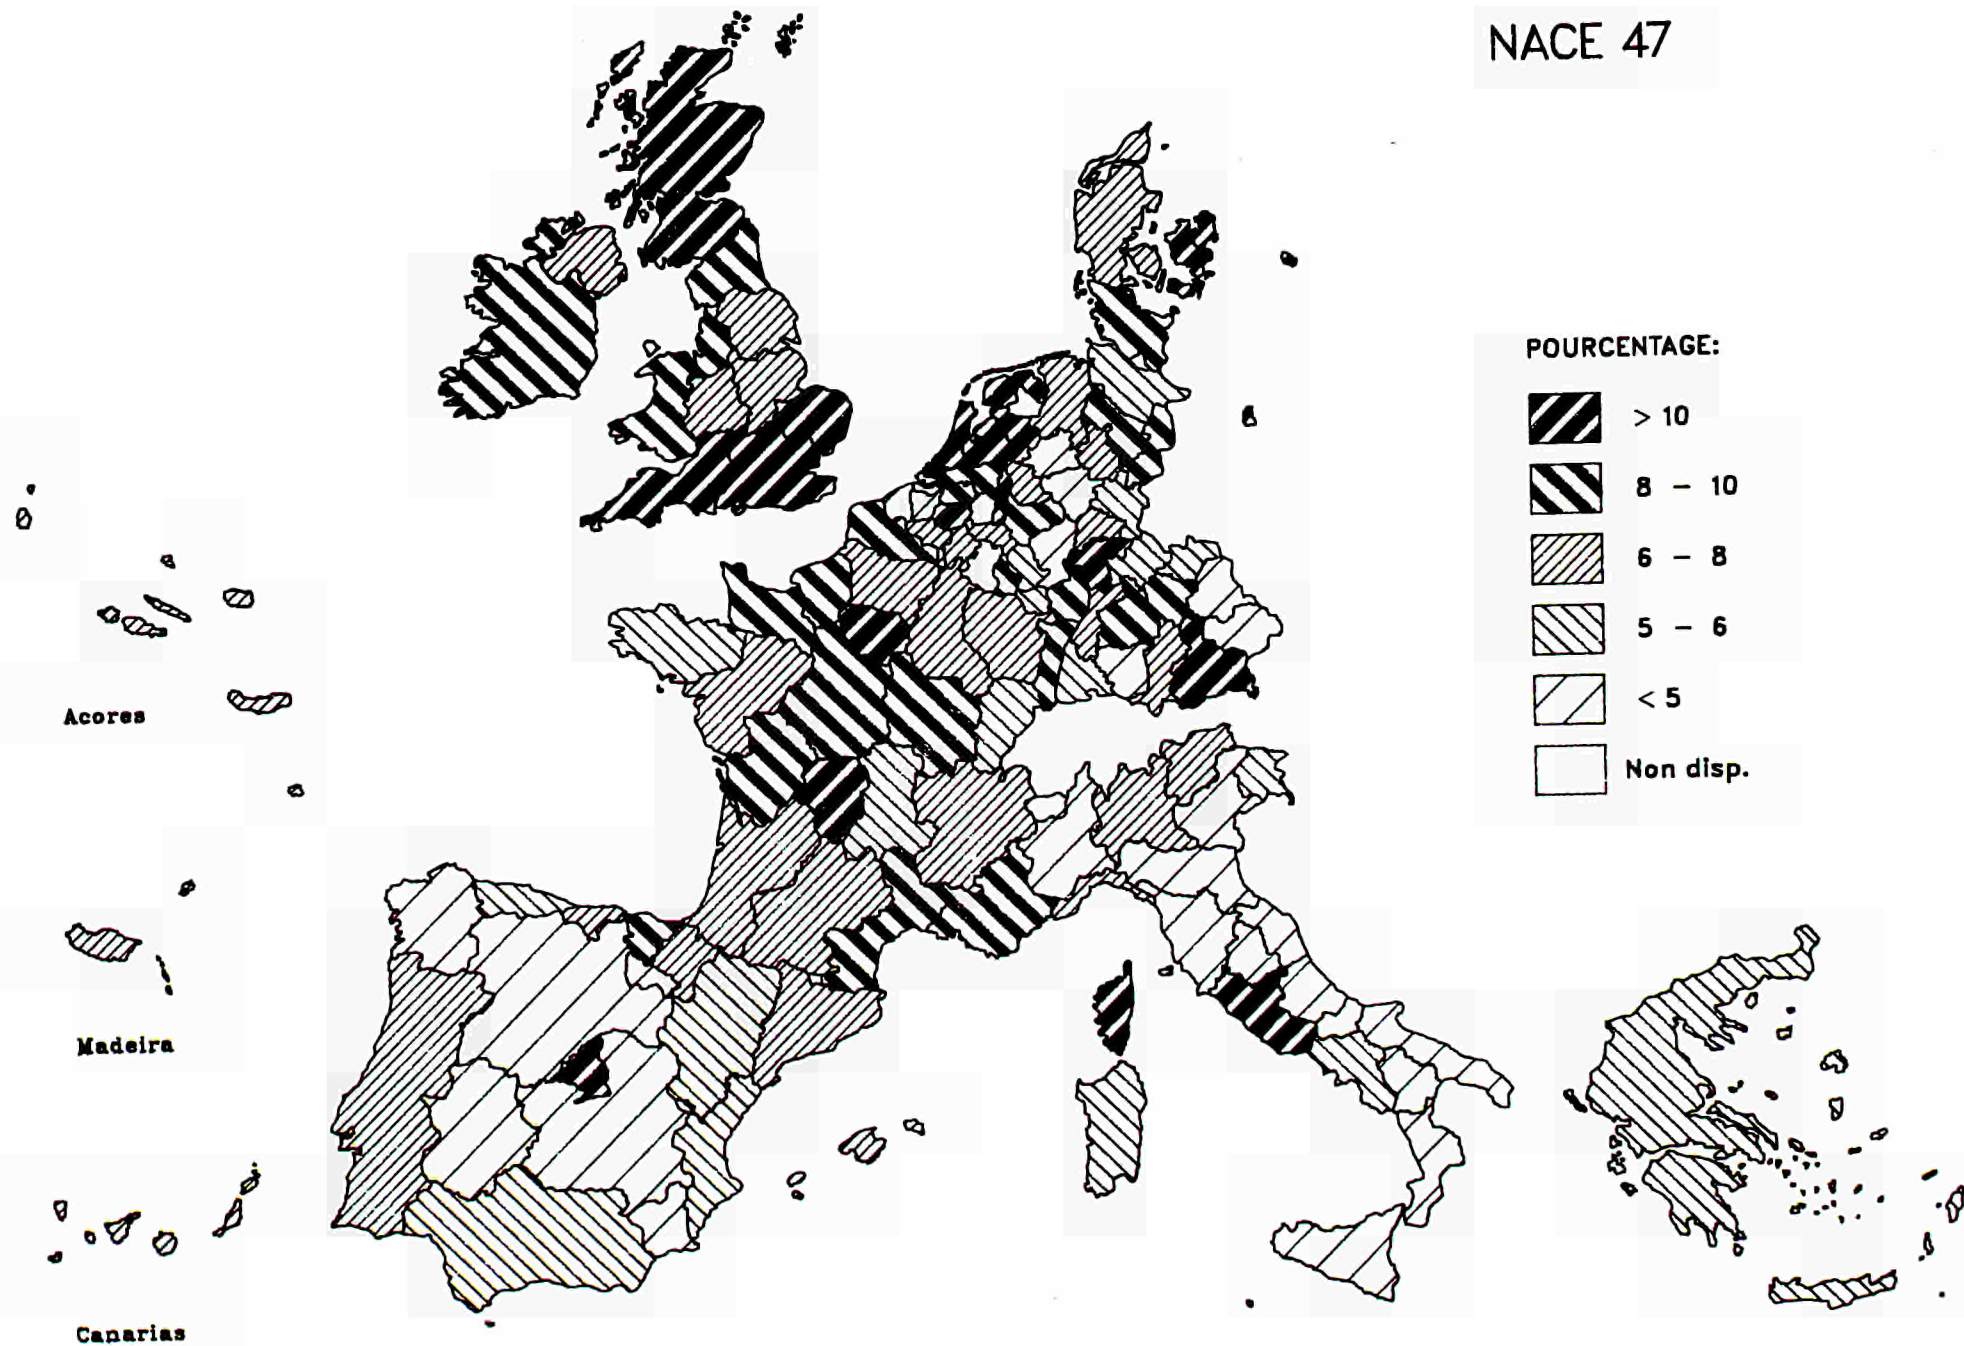 NACE 47
POURCENTAGE:
> 10
8 – 10
6 – 8
5 – 6
< 5
Non disp.
Acores
Madeira
Canarias